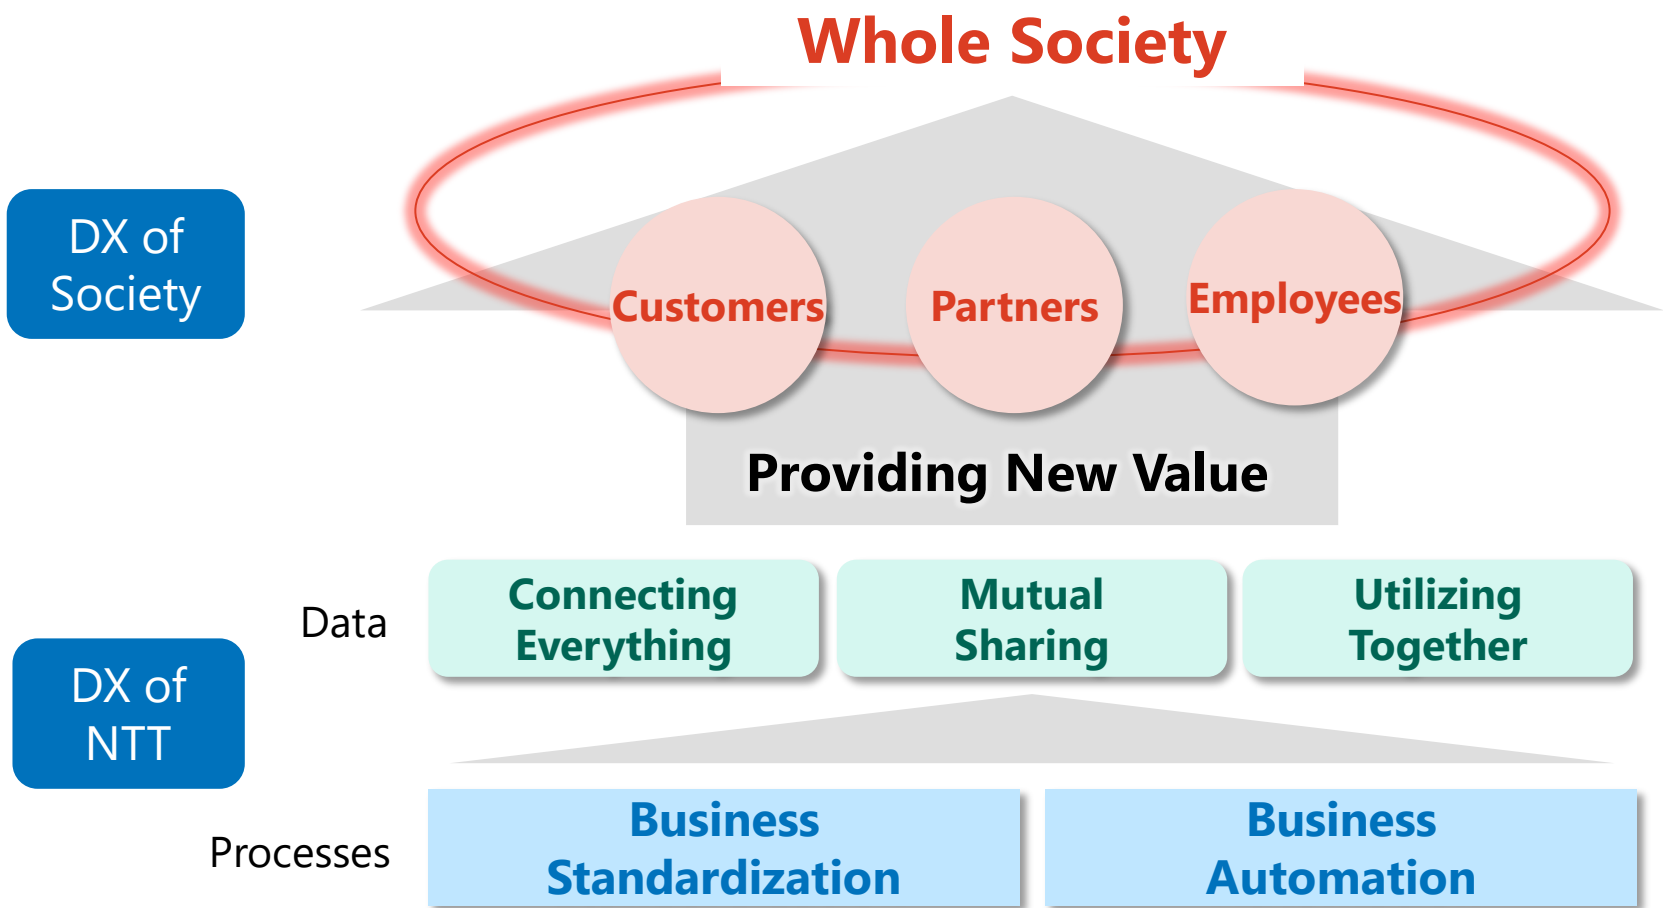 Whole Society
DX of
Society
Customers
Partners
Employees
Providing New Value
DX of
NTT
Data
Connecting
Everything
Mutual
Sharing
Utilizing
Together
Processes
Business
Standardization
Business
Automation